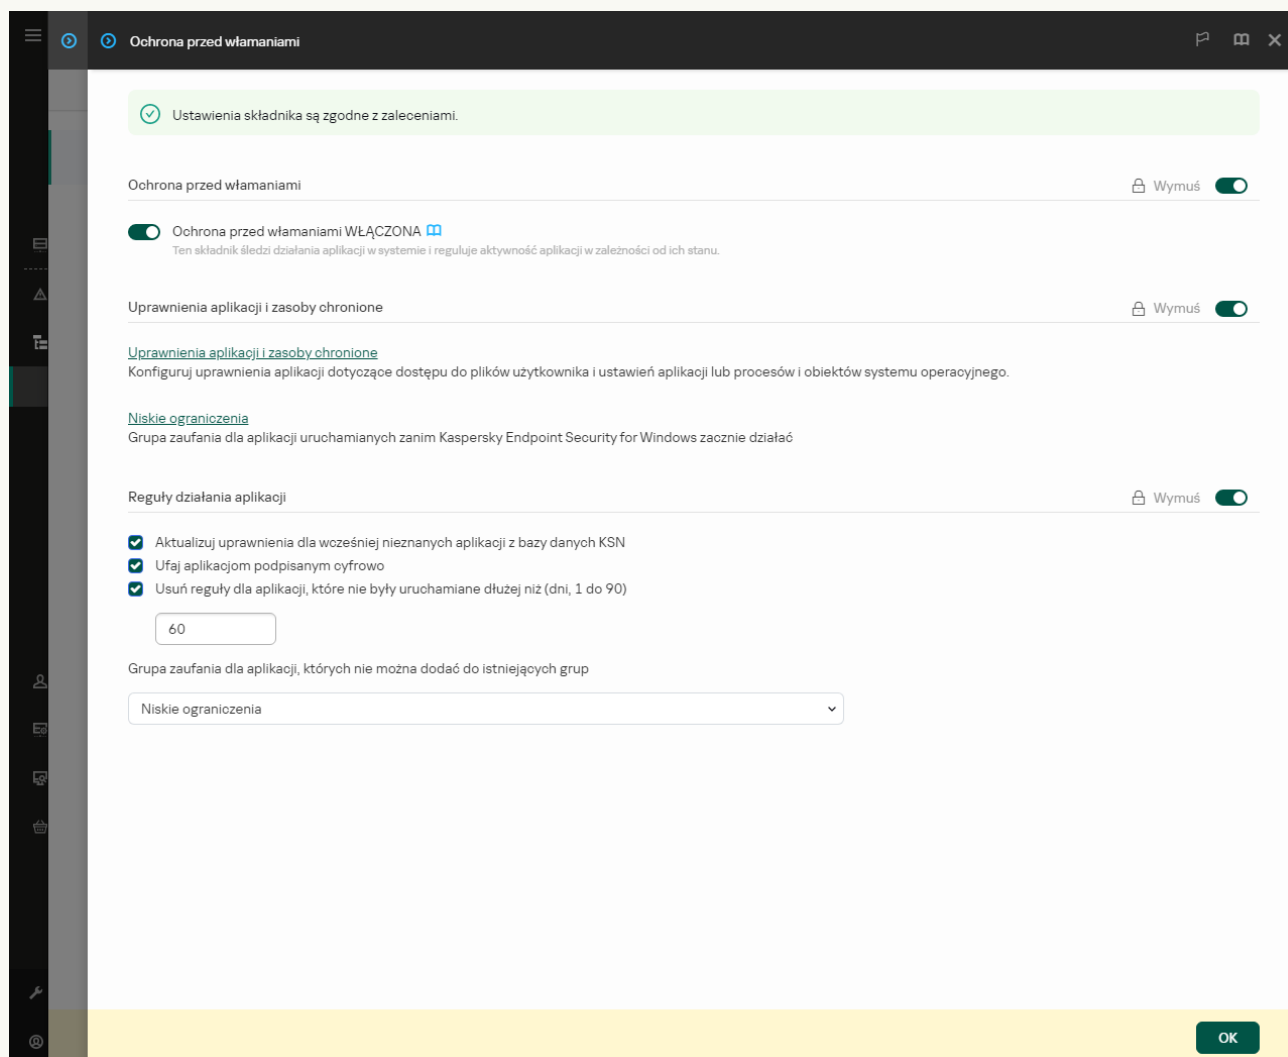 Ochrona przed włamaniami
Ustawienia składnika są zgodne z zaleceniami.
Ochrona przed włamaniami
Wymuś
Ochrona przed włamaniami WŁĄCZONA
Ten składnik śledzi działania aplikacji w systemie i reguluje aktywność aplikacji w zależności od ich stanu.
Uprawnienia aplikacji i zasoby chronione
Wymuś
Uprawnienia aplikacji i zasoby chronione
Konfiguruj uprawnienia aplikacji dotyczące dostępu do plików użytkownika i ustawień aplikacji lub procesów i obiektów systemu operacyjnego.
Niskie ograniczenia
Grupa zaufania dla aplikacji uruchamianych zanim Kaspersky Endpoint Security for Windows zacznie działać
Reguły działania aplikacji
Wymuś
Aktualizuj uprawnienia dla wcześniej nieznanych aplikacji z bazy danych KSN
Ufaj aplikacjom podpisanym cyfrowo
Usuń reguły dla aplikacji, które nie były uruchamiane dłużej niż (dni, 1 do 90)
60
Grupa zaufania dla aplikacji, których nie można dodać do istniejących grup
Niskie ograniczenia
OK